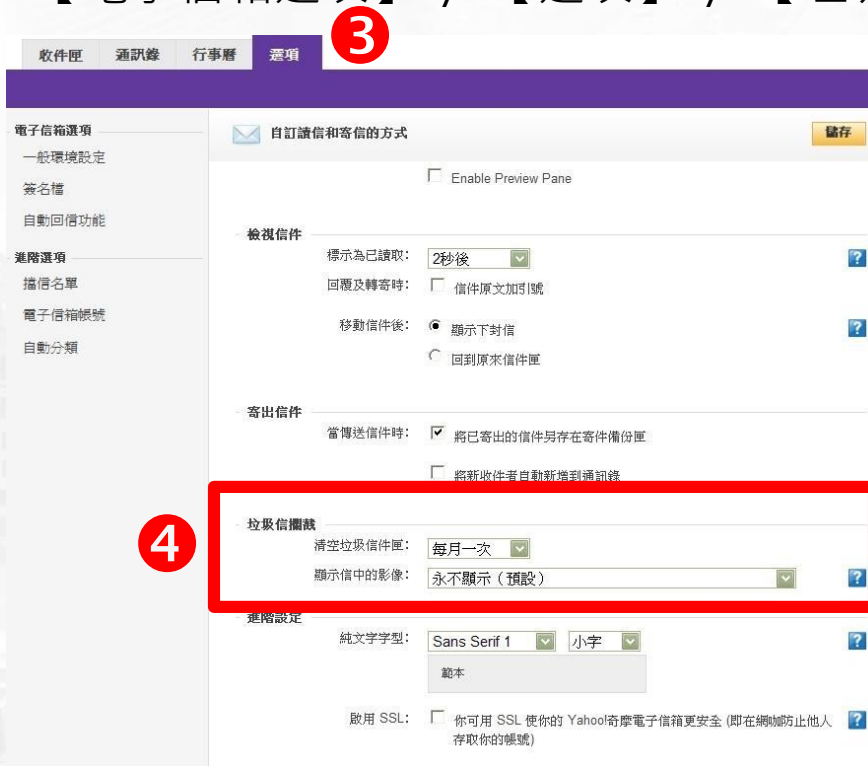 【電子信箱選項】/【選項】/【
3
收件匣 通訊錄 行事曆 選項
電子信箱選項
一般環境設定
簽名檔
自動回信功能
進階選項
擋信名單
電子信箱帳號
自動分類
自訂讀信和寄信的方式 儲存
Enable Preview Pane
檢視信件
標示為已讀取: 2秒後 ?
回覆及轉寄時: 信件原文加引號
移動信件後: 顯示下封信 ?
回到原來信件匣
寄出信件
當傳送信件時: 將已寄出的信件另存在寄件備份匣
將新收件者自動新增到通訊錄
4
垃圾信攔截
清空垃圾信件匣: 每月一次
顯示信中的影像: 永不顯示(預設) ?
進階設定
純文字字型: Sans Serif 1 小字 ?
範本
啟用 SSL: 你可用 SSL 使你的 Yahoo!奇摩電子信箱更安全 (即在網咖防止他人 ?
存取你的帳號)